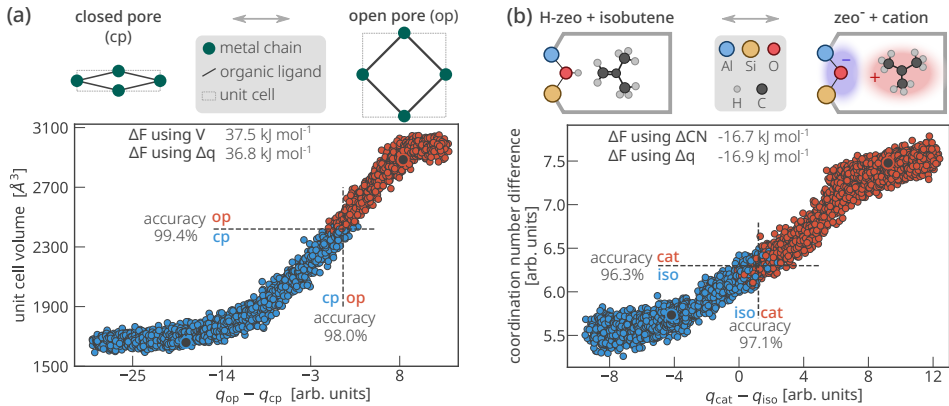 (a)
closed pore
(cp)
metal chain
organic ligand
unit cell
open pore (op)
ΔF using V 37.5 kJ mol⁻¹
ΔF using Δq 36.8 kJ mol⁻¹
accuracy
99.4%
op
cp
cp op
accuracy
98.0%
unit cell volume [Å³]
3100
2700
2300
1900
1500
−25
−14
−3
8
q_op − q_cp [arb. units]
(b)
H-zeo + isobutene
Al Si O
H C
zeo⁻ + cation
−
+
ΔF using ΔCN -16.7 kJ mol⁻¹
ΔF using Δq -16.9 kJ mol⁻¹
accuracy
96.3%
cat
iso
iso cat
accuracy
97.1%
coordination number difference
[arb. units]
7.5
7.0
6.5
6.0
5.5
−8
−4
0
4
8
12
q_cat − q_iso [arb. units]